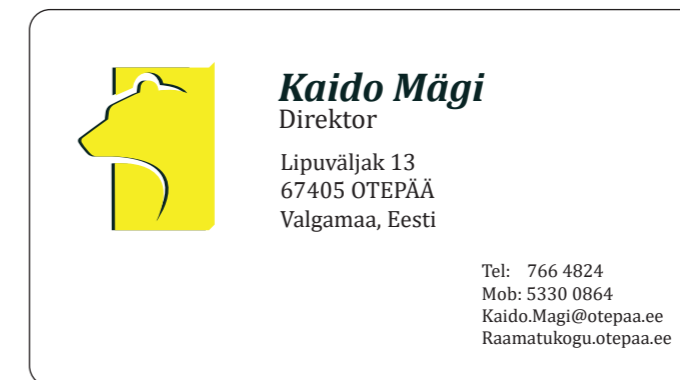 Kaido Mägi
Direktor
Lipuväljak 13
67405 OTEPÄÄ
Valgamaa, Eesti
Tel: 766 4824
Mob: 5330 0864
Kaido.Magi@otepaa.ee
Raamatukogu.otepaa.ee